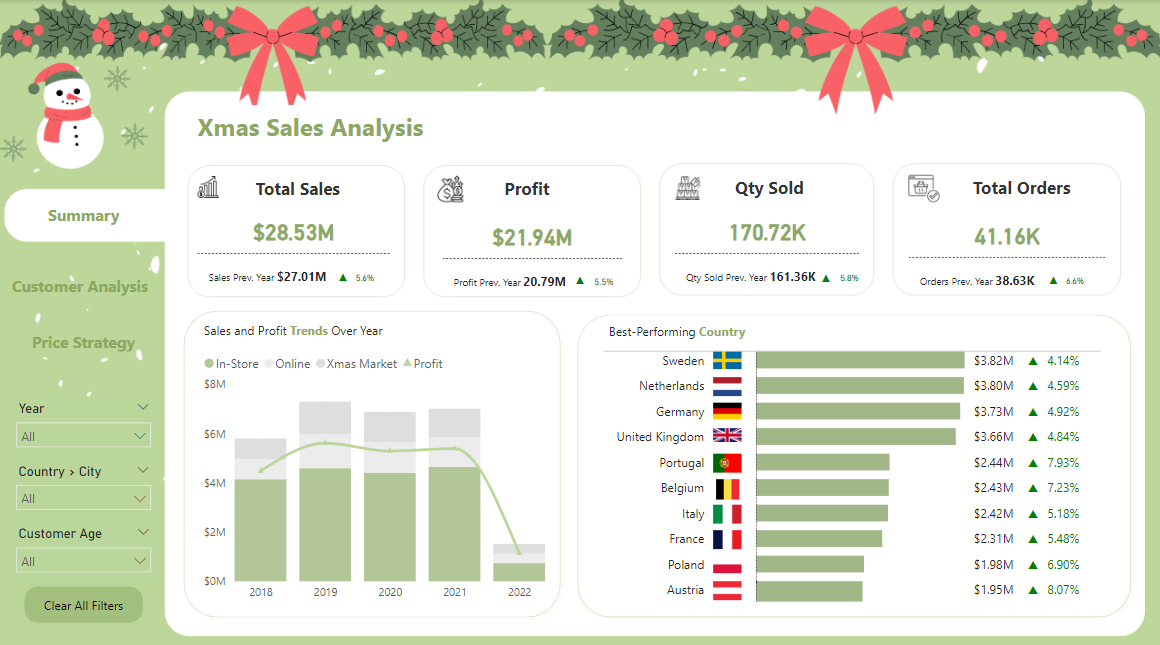 Xmas Sales Analysis
Summary
Customer Analysis
Price Strategy
Year
All
Country > City
All
Customer Age
All
Clear All Filters
Total Sales
$28.53M
Sales Prev. Year $27.01M ▲ 5.6%
Profit
$21.94M
Profit Prev. Year 20.79M ▲ 5.5%
Qty Sold
170.72K
Qty Sold Prev. Year 161.36K ▲ 5.8%
Total Orders
41.16K
Orders Prev. Year 38.63K ▲ 6.6%
Sales and Profit Trends Over Year
In-Store Online Xmas Market Profit
$8M
$6M
$4M
$2M
$0M
2018 2019 2020 2021 2022
Best-Performing Country
Sweden $3.82M ▲ 4.14%
Netherlands $3.80M ▲ 4.59%
Germany $3.73M ▲ 4.92%
United Kingdom $3.66M ▲ 4.84%
Portugal $2.44M ▲ 7.93%
Belgium $2.43M ▲ 7.23%
Italy $2.42M ▲ 5.18%
France $2.31M ▲ 5.48%
Poland $1.98M ▲ 6.90%
Austria $1.95M ▲ 8.07%